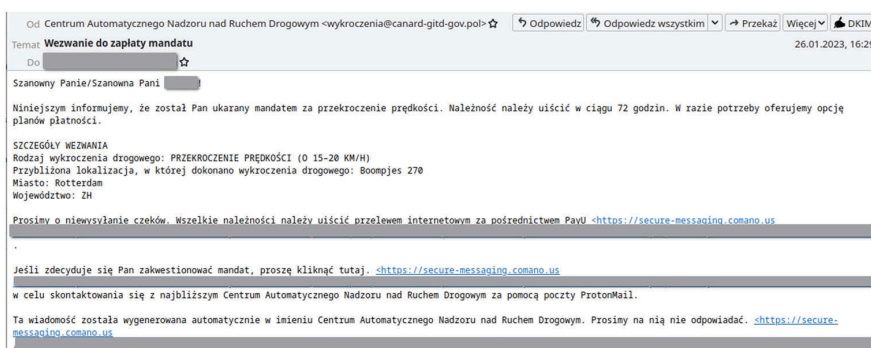 Od Centrum Automatycznego Nadzoru nad Ruchem Drogowym <wykroczenia@canard-gitd-gov.pol> Odpowiedz Odpowiedz wszystkim Przekaż Więcej DKIM
Temat Wezwanie do zapłaty mandatu 26.01.2023, 16:29
Do
Szanowny Panie/Szanowna Pani !
Niniejszym informujemy, że został Pan ukarany mandatem za przekroczenie prędkości. Należność należy uiścić w ciągu 72 godzin. W razie potrzeby oferujemy opcję
planów płatności.
SZCZEGÓŁY WEZWANIA
Rodzaj wykroczenia drogowego: PRZEKROCZENIE PRĘDKOŚCI (O 15-20 KM/H)
Przybliżona lokalizacja, w której dokonano wykroczenia drogowego: Boompjes 270
Miasto: Rotterdam
Województwo: ZH
Prosimy o niewysyłanie czeków. Wszelkie należności należy uiścić przelewem internetowym za pośrednictwem PayU <https://secure-messaging.comano.us
.
Jeśli zdecyduje się Pan zakwestionować mandat, proszę kliknąć tutaj. <https://secure-messaging.comano.us
w celu skontaktowania się z najbliższym Centrum Automatycznego Nadzoru nad Ruchem Drogowym za pomocą poczty ProtonMail.
Ta wiadomość została wygenerowana automatycznie w imieniu Centrum Automatycznego Nadzoru nad Ruchem Drogowym. Prosimy na nią nie odpowiadać. <https://secure-
messaging.comano.us